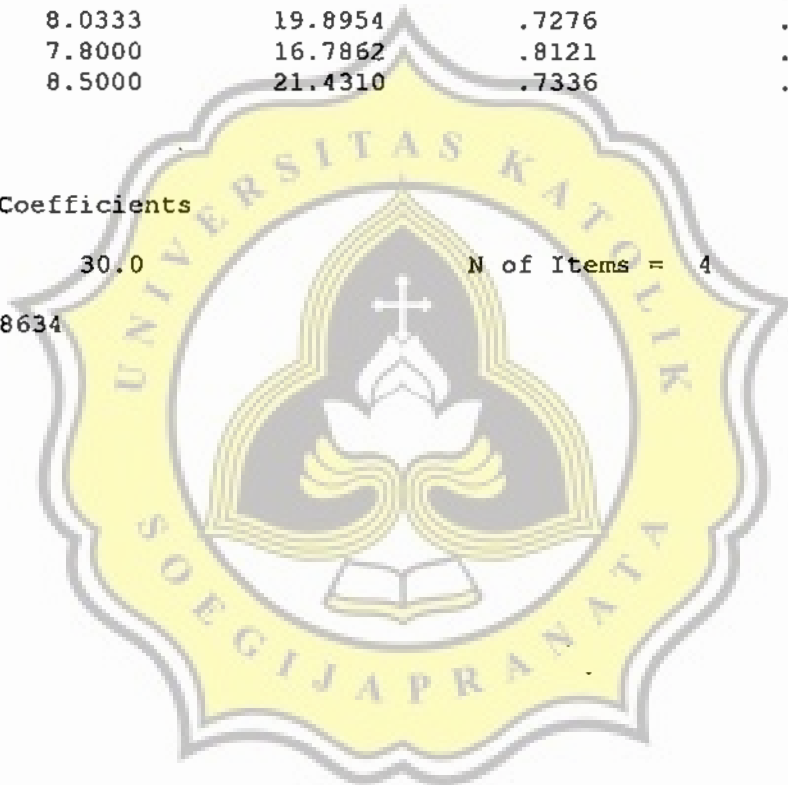 8.0333 19.8954 .7276 .
7.8000 16.7862 .8121 .
8.5000 21.4310 .7336 .
Coefficients
30.0 N of Items = 4
8634
UNIVERSITAS KATOLIK
SOEGIJAPRANATA